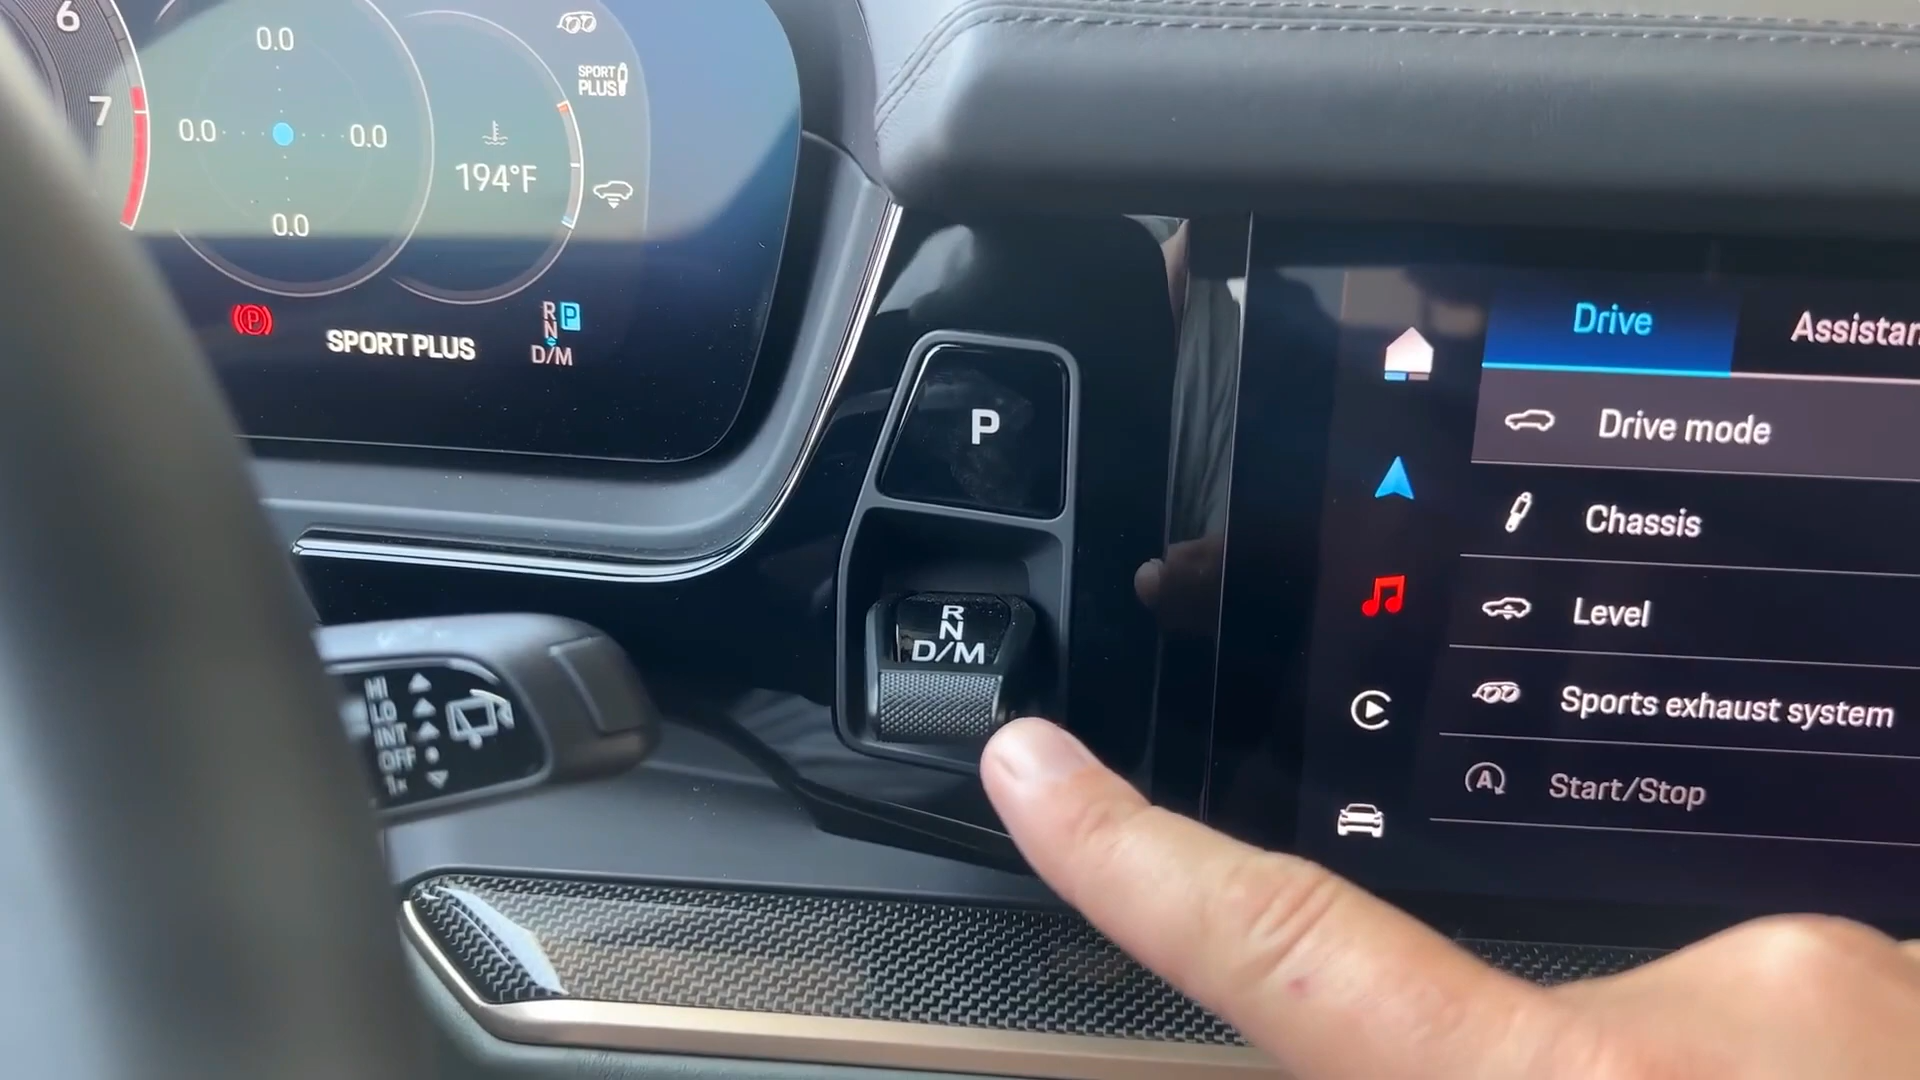 6
7
0.0
0.0
0.0
0.0
194°F
SPORT
PLUS
P
SPORT PLUS
R
P
N
D/M
P
R
N
D/M
HI
LO
INT
OFF
1x
Drive
Assistan
Drive mode
Chassis
Level
Sports exhaust system
A
Start/Stop